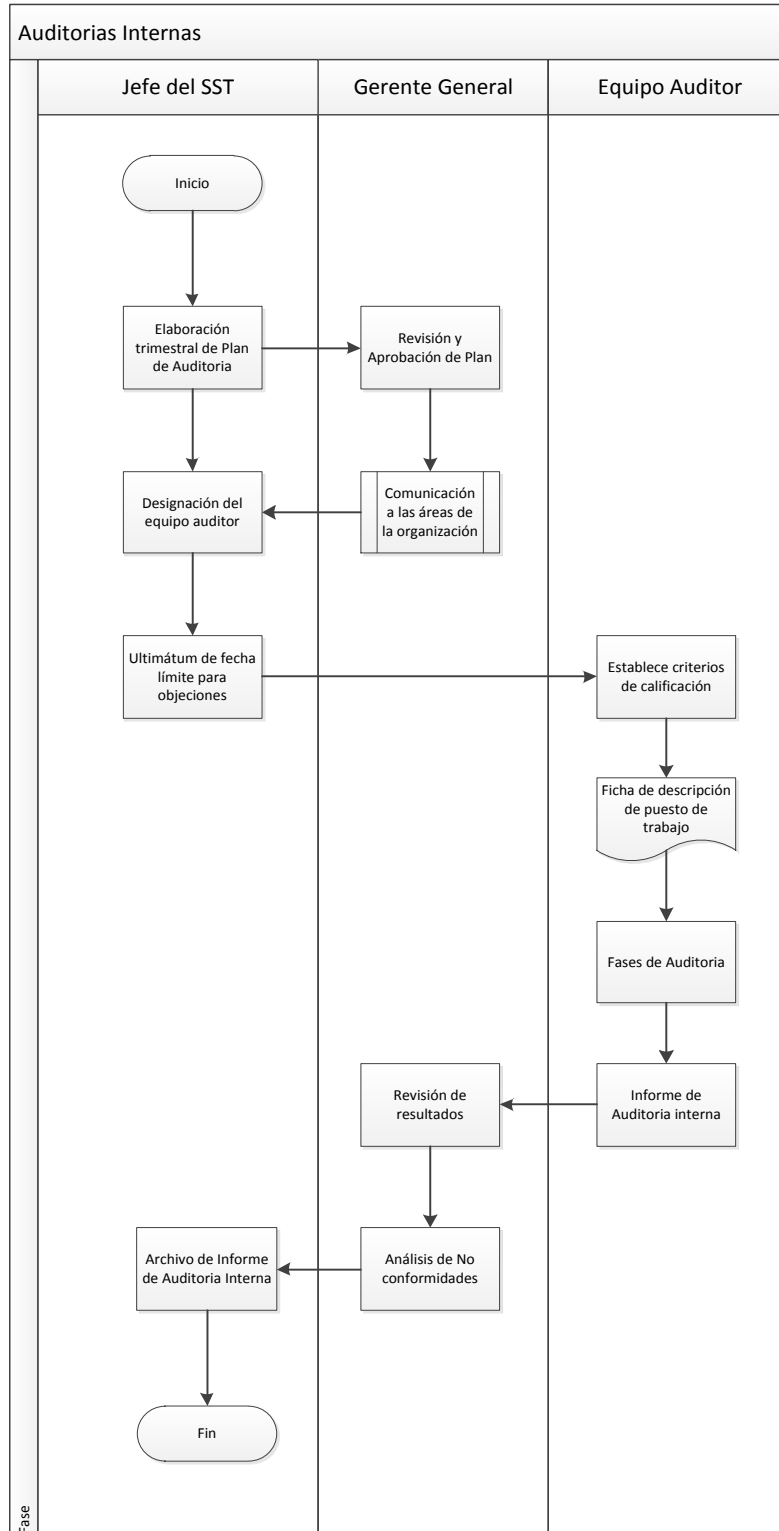 Auditorias Internas
Jefe del SST
Gerente General
Equipo Auditor
Inicio
Elaboración
trimestral de Plan
de Auditoria
Revisión y
Aprobación de Plan
Designación del
equipo auditor
Comunicación
a las áreas de
la organización
Ultimátum de fecha
límite para
objeciones
Establece criterios
de calificación
Ficha de descripción
de puesto de
trabajo
Fases de Auditoria
Informe de
Auditoria interna
Revisión de
resultados
Análisis de No
conformidades
Archivo de Informe
de Auditoria Interna
Fin
Fase